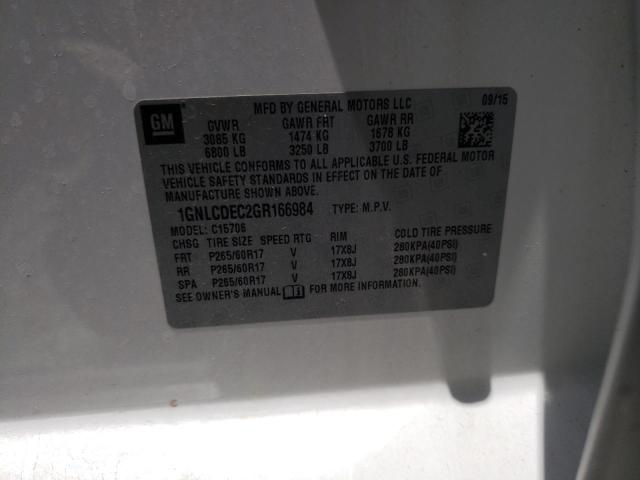 MFD BY GENERAL MOTORS LLC 09/15
GM
GVWR GAWR FRT GAWR RR
3085 KG 1474 KG 1678 KG
6800 LB 3250 LB 3700 LB
THIS VEHICLE CONFORMS TO ALL APPLICABLE U.S. FEDERAL MOTOR
VEHICLE SAFETY STANDARDS IN EFFECT ON THE DATE OF
MANUFACTURE SHOWN ABOVE.
1GNLCDEC2GR166984 TYPE: M.P.V.
MODEL: C15706
CHSG TIRE SIZE SPEED RTG RIM COLD TIRE PRESSURE
FRT P265/60R17 V 17X8J 280KPA(40PSI)
RR P265/60R17 V 17X8J 280KPA(40PSI)
SPA P265/60R17 V 17X8J 280KPA(40PSI)
SEE OWNER'S MANUAL FOR MORE INFORMATION.